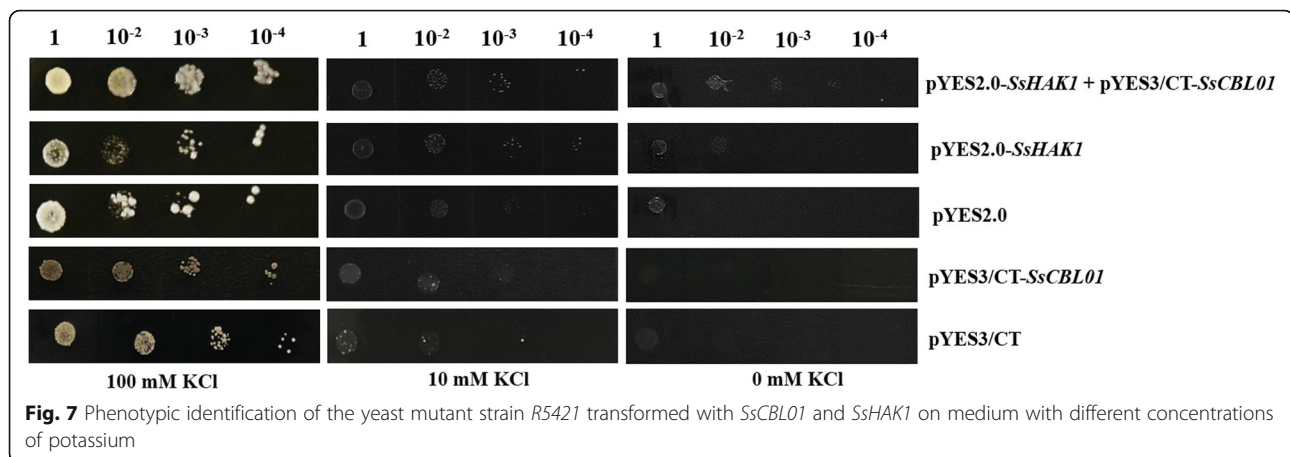 1 10-2 10-3 10-4 1 10-2 10-3 10-4 1 10-2 10-3 10-4
pYES2.0-SsHAK1 + pYES3/CT-SsCBL01
pYES2.0-SsHAK1
pYES2.0
pYES3/CT-SsCBL01
pYES3/CT
100 mM KCl 10 mM KCl 0 mM KCl
Fig. 7 Phenotypic identification of the yeast mutant strain R5421 transformed with SsCBL01 and SsHAK1 on medium with different concentrations
of potassium